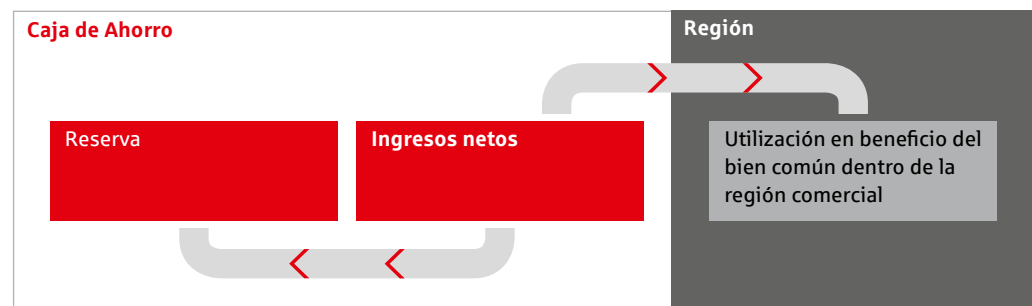 Caja de Ahorro
Región
Reserva
Ingresos netos
Utilización en beneficio del
bien común dentro de la
región comercial